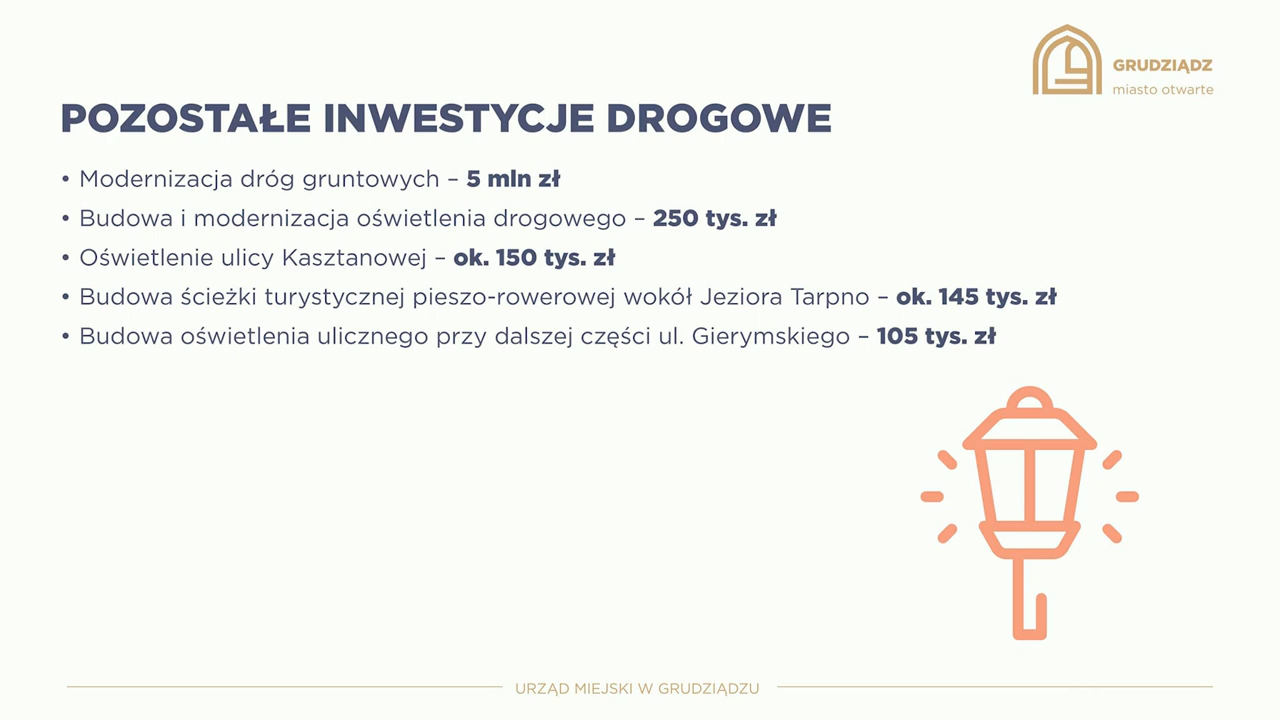 GRUDZIĄDZ
miasto otwarte
POZOSTAŁE INWESTYCJE DROGOWE
• Modernizacja dróg gruntowych – 5 mln zł
• Budowa i modernizacja oświetlenia drogowego – 250 tys. zł
• Oświetlenie ulicy Kasztanowej – ok. 150 tys. zł
• Budowa ścieżki turystycznej pieszo-rowerowej wokół Jeziora Tarpno – ok. 145 tys. zł
• Budowa oświetlenia ulicznego przy dalszej części ul. Gierymskiego – 105 tys. zł
URZĄD MIEJSKI W GRUDZIĄDZU